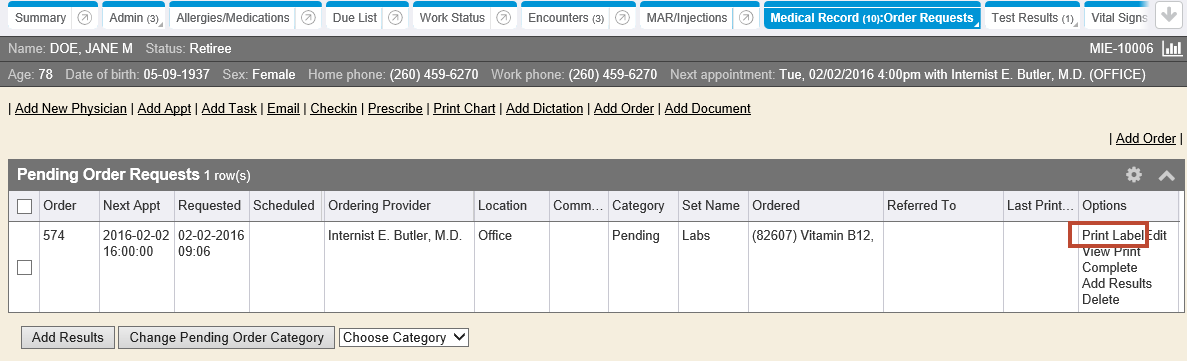 Summary Admin (3) Allergies/Medications Due List Work Status Encounters (3) MAR/Injections Medical Record (10):Order Requests Test Results (1) Vital Signs
Name: DOE, JANE M Status: Retiree MIE-10006
Age: 78 Date of birth: 05-09-1937 Sex: Female Home phone: (260) 459-6270 Work phone: (260) 459-6270 Next appointment: Tue, 02/02/2016 4:00pm with Internist E. Butler, M.D. (OFFICE)
| Add New Physician | Add Appt | Add Task | Email | Checkin | Prescribe | Print Chart | Add Dictation | Add Order | Add Document
| Add Order |
Pending Order Requests 1 row(s)
Order Next Appt Requested Scheduled Ordering Provider Location Comm... Category Set Name Ordered Referred To Last Print... Options
574 2016-02-02 02-02-2016 Internist E. Butler, M.D. Office Pending Labs (82607) Vitamin B12, Print Label Edit
16:00:00 09:06 View Print
Complete
Add Results
Delete
Add Results Change Pending Order Category Choose Category